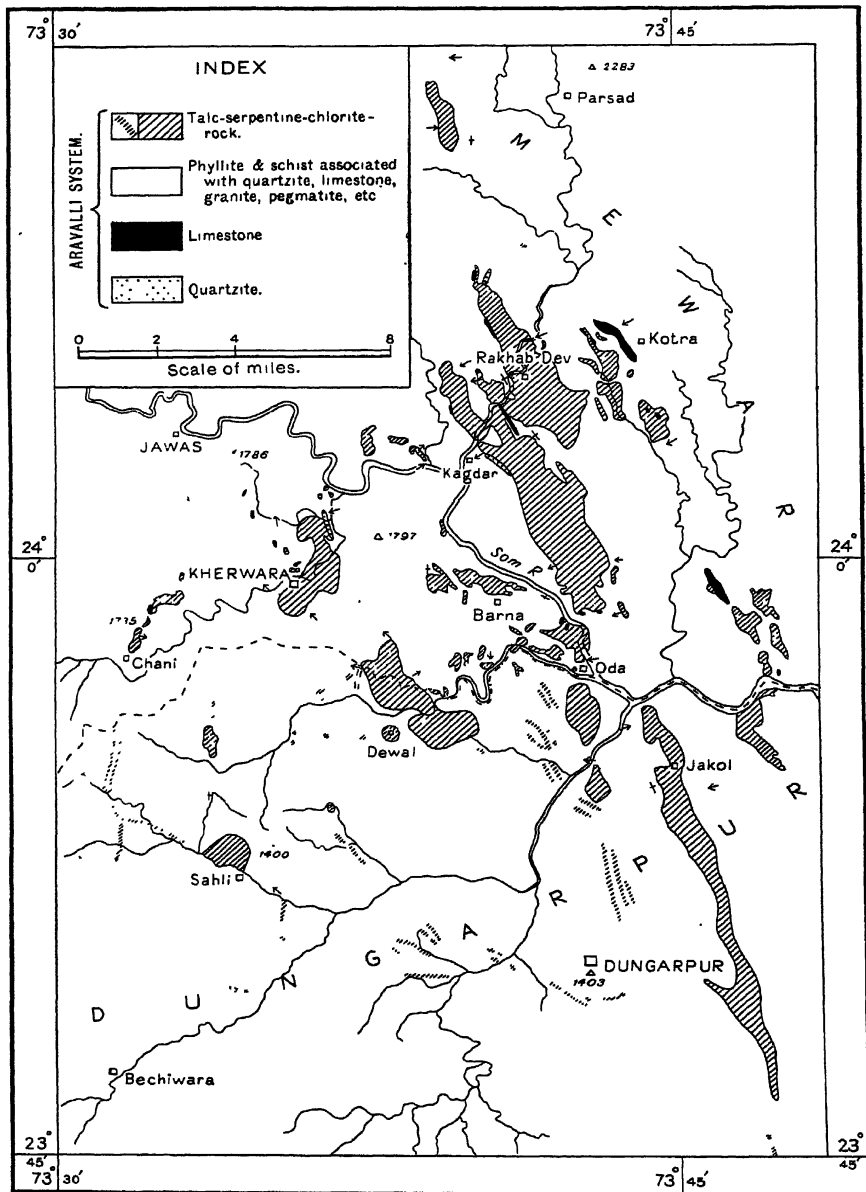 73° 30′
73° 45′
INDEX
ARAVALLI SYSTEM.
Talc-serpentine-chlorite-
rock.
Phyllite & schist associated
with quartzite, limestone,
granite, pegmatite, etc
Limestone
Quartzite.
0 2 4 8
Scale of miles.
△ 2283
Parsad
M
E
W
A
R
Kotra
Rakhab Dev
JAWAS
1786
Kagdar
24° 0′
△ 1797
24° 0′
Som R
KHERWARA
Barna
1735
Chani
Oda
Dewal
Jakol
1400
Sahli
D U N G A R P U R
DUNGARPUR
△ 1403
Bechiwara
23° 45′
23° 45′
73° 30′
73° 45′